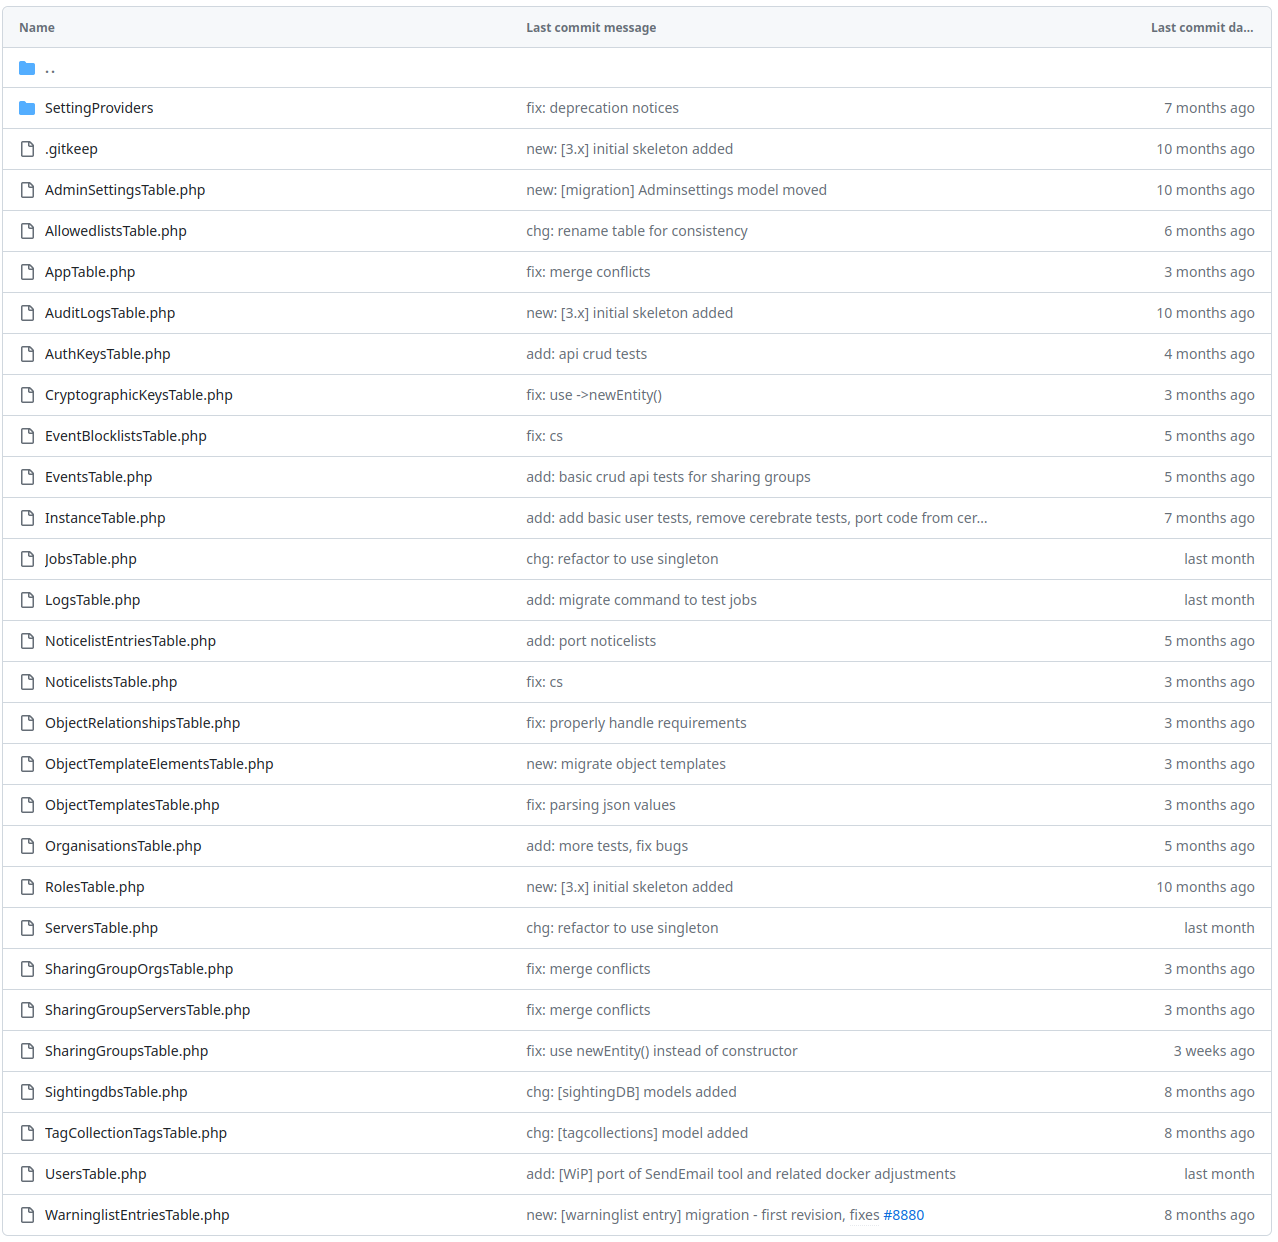 Name Last commit message Last commit da...
..
SettingProviders fix: deprecation notices 7 months ago
.gitkeep new: [3.x] initial skeleton added 10 months ago
AdminSettingsTable.php new: [migration] Adminsettings model moved 10 months ago
AllowedlistsTable.php chg: rename table for consistency 6 months ago
AppTable.php fix: merge conflicts 3 months ago
AuditLogsTable.php new: [3.x] initial skeleton added 10 months ago
AuthKeysTable.php add: api crud tests 4 months ago
CryptographicKeysTable.php fix: use ->newEntity() 3 months ago
EventBlocklistsTable.php fix: cs 5 months ago
EventsTable.php add: basic crud api tests for sharing groups 5 months ago
InstanceTable.php add: add basic user tests, remove cerebrate tests, port code from cer... 7 months ago
JobsTable.php chg: refactor to use singleton last month
LogsTable.php add: migrate command to test jobs last month
NoticelistEntriesTable.php add: port noticelists 5 months ago
NoticelistsTable.php fix: cs 3 months ago
ObjectRelationshipsTable.php fix: properly handle requirements 3 months ago
ObjectTemplateElementsTable.php new: migrate object templates 3 months ago
ObjectTemplatesTable.php fix: parsing json values 3 months ago
OrganisationsTable.php add: more tests, fix bugs 5 months ago
RolesTable.php new: [3.x] initial skeleton added 10 months ago
ServersTable.php chg: refactor to use singleton last month
SharingGroupOrgsTable.php fix: merge conflicts 3 months ago
SharingGroupServersTable.php fix: merge conflicts 3 months ago
SharingGroupsTable.php fix: use newEntity() instead of constructor 3 weeks ago
SightingdbsTable.php chg: [sightingDB] models added 8 months ago
TagCollectionTagsTable.php chg: [tagcollections] model added 8 months ago
UsersTable.php add: [WiP] port of SendEmail tool and related docker adjustments last month
WarninglistEntriesTable.php new: [warninglist entry] migration - first revision, fixes #8880 8 months ago